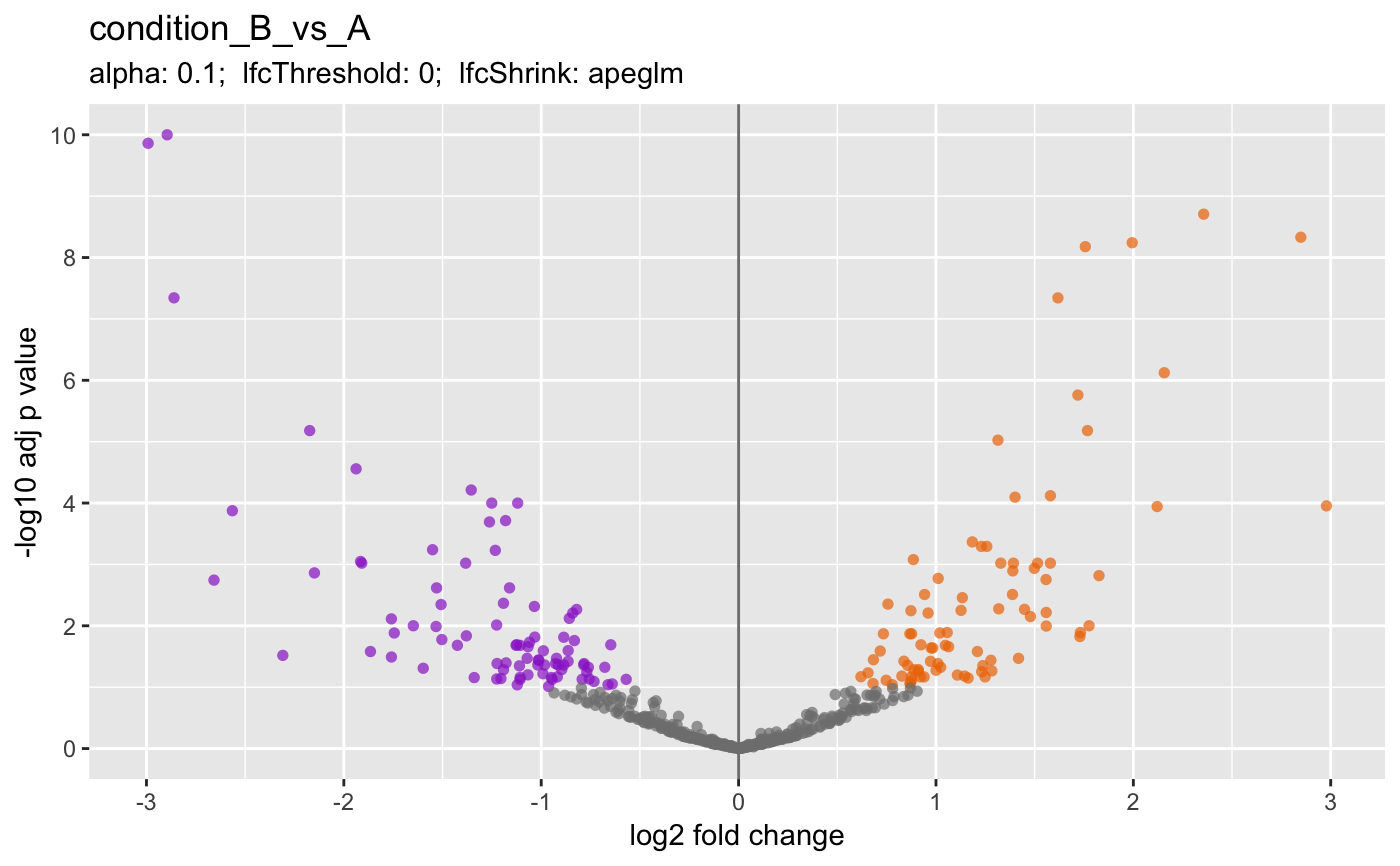 condition_B_vs_A
alpha: 0.1;  lfcThreshold: 0;  lfcShrink: apeglm
-log10 adj p value
10
8
6
4
2
0
-3 -2 -1 0 1 2 3
log2 fold change